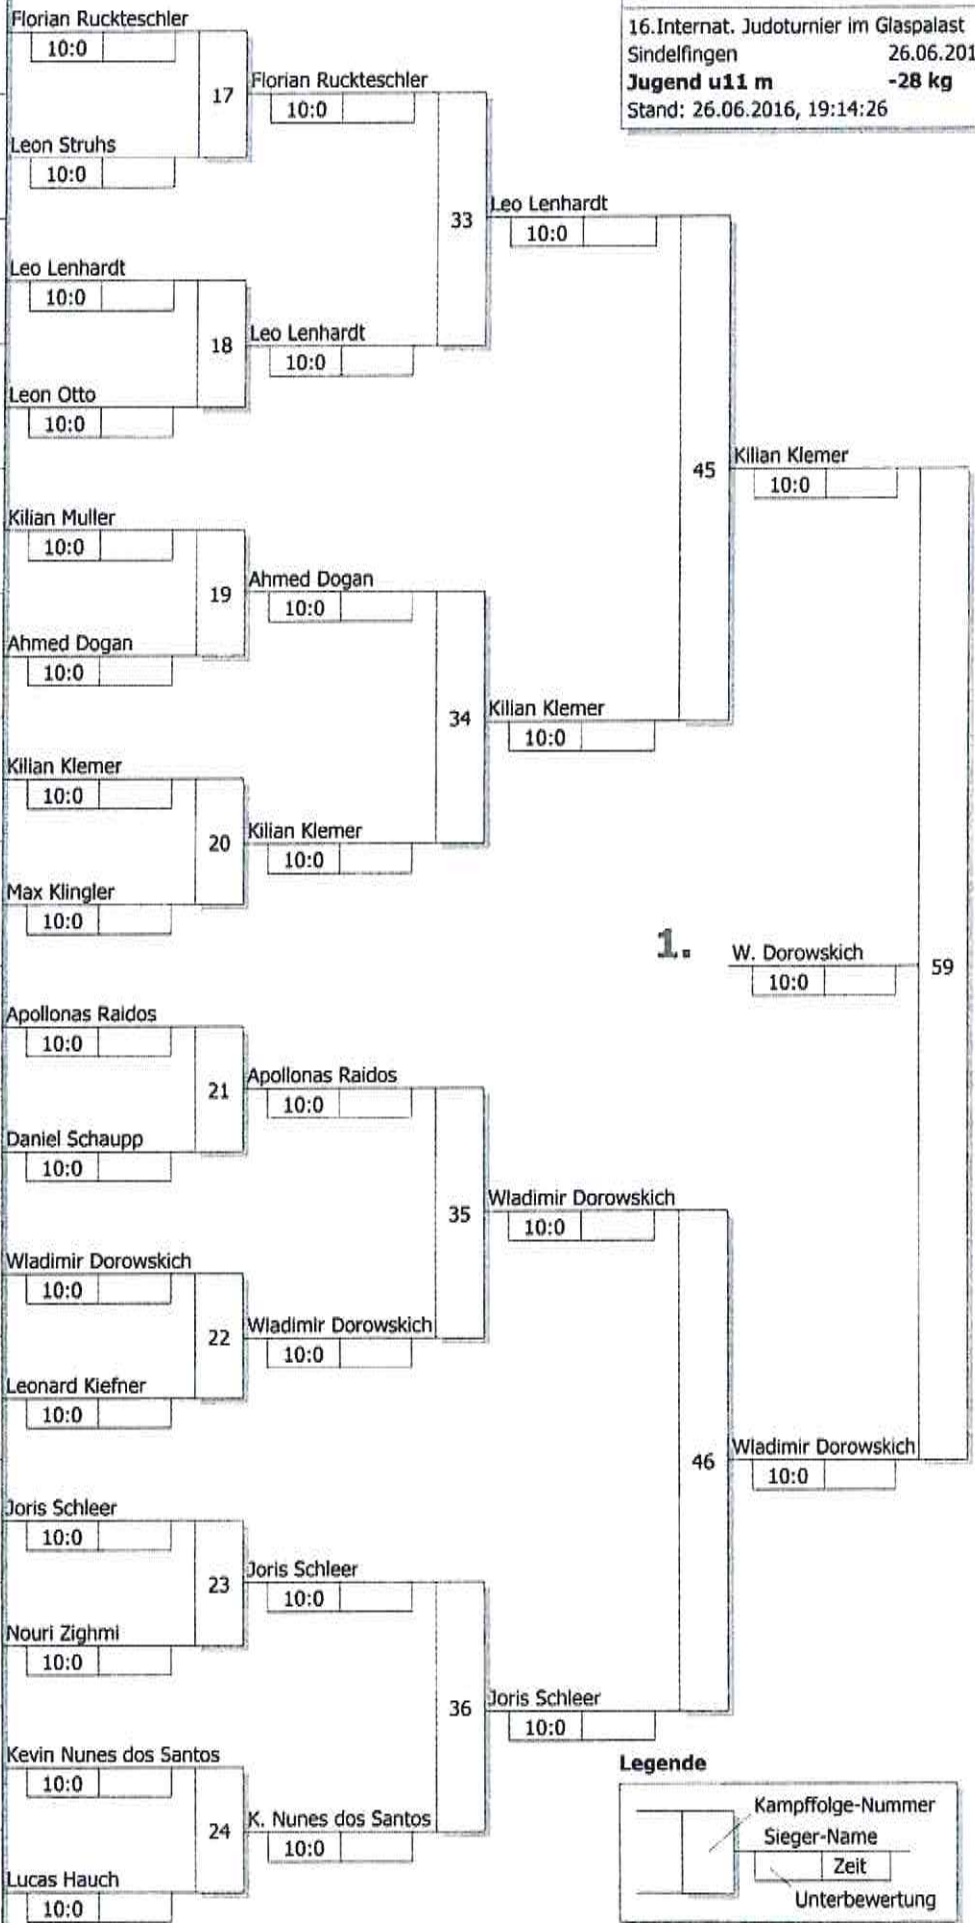 16.Internat. Judoturnier im Glaspalast
Sindelfingen 26.06.201
Jugend u11 m -28 kg
Stand: 26.06.2016, 19:14:26
Florian Ruckteschler
10:0
17
Florian Ruckteschler
10:0
Leon Struhs
10:0
33
Leo Lenhardt
10:0
Leo Lenhardt
10:0
18
Leo Lenhardt
10:0
Leon Otto
10:0
45
Kilian Klemer
10:0
Kilian Muller
10:0
19
Ahmed Dogan
10:0
Ahmed Dogan
10:0
34
Kilian Klemer
10:0
Kilian Klemer
10:0
20
Kilian Klemer
10:0
Max Klingler
10:0
1.
W. Dorowskich
10:0
59
Apollonas Raidos
10:0
21
Apollonas Raidos
10:0
Daniel Schaupp
10:0
35
Wladimir Dorowskich
10:0
Wladimir Dorowskich
10:0
22
Wladimir Dorowskich
10:0
Leonard Kiefner
10:0
46
Wladimir Dorowskich
10:0
Joris Schleer
10:0
23
Joris Schleer
10:0
Nouri Zighmi
10:0
36
Joris Schleer
10:0
Kevin Nunes dos Santos
10:0
24
K. Nunes dos Santos
10:0
Lucas Hauch
10:0
Legende
Kampffolge-Nummer
Sieger-Name
Zeit
Unterbewertung